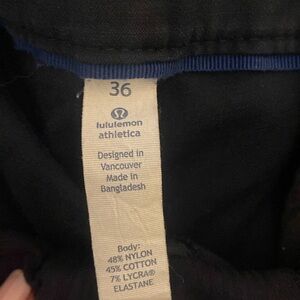 36
lululemon
athletica
Designed in
Vancouver
Made in
Bangladesh
Body:
48% NYLON
45% COTTON
7% LYCRA®
ELASTANE